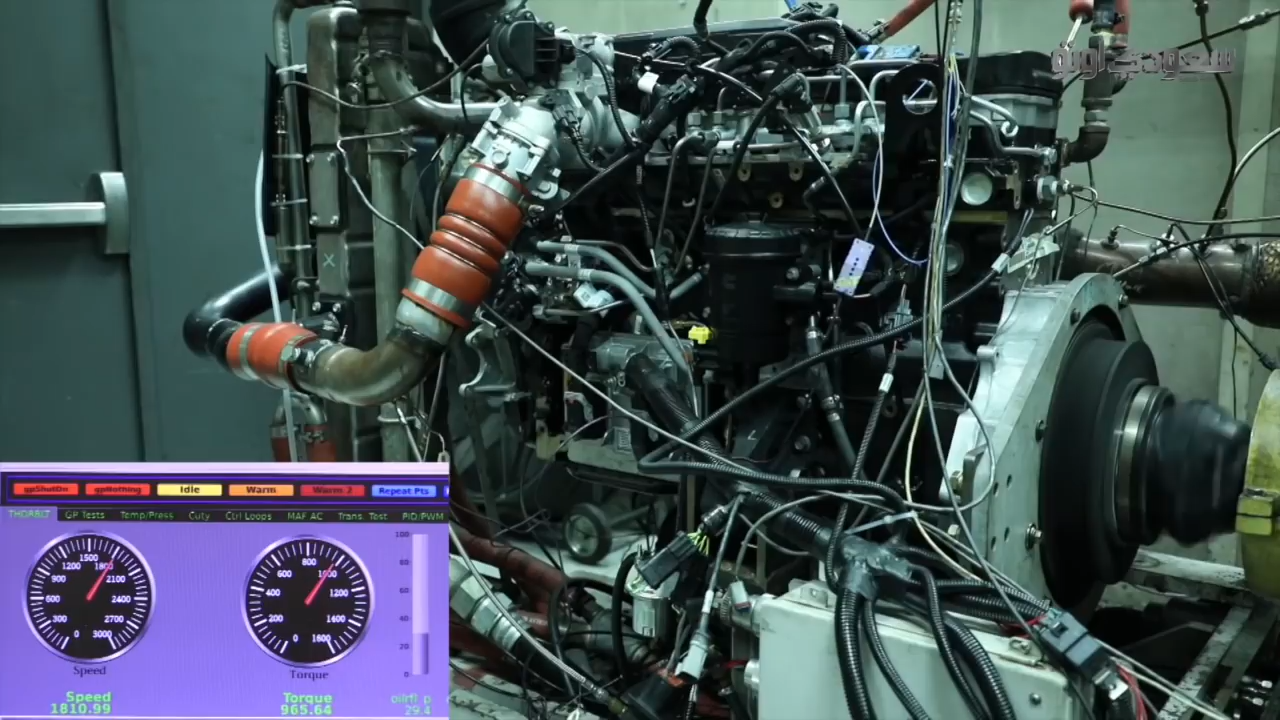 سعودي أوتو
gpShutDn gpNothing Idle Warm Warm 2 Repeat Pts
THDRBLT GP Tests Temp/Press Cuty Ctrl Loops MAF AC Trans Test PID/PWM
0 300 600 900 1200 1500 1800 2100 2400 2700 3000
Speed
0 200 400 600 800 1000 1200 1400 1600
Torque
100
80
60
40
20
0
Speed
1810.99
Torque
965.64
oilrfl_p
29.4